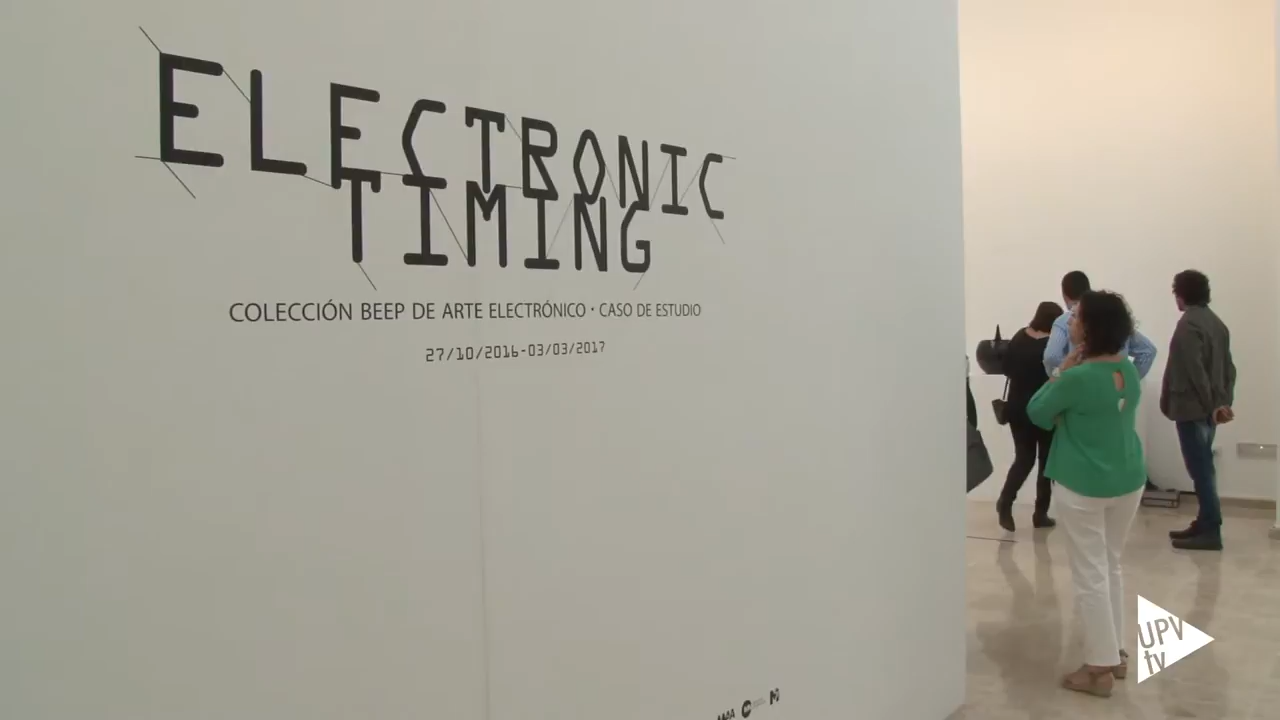 ELECTRONIC
TIMING
COLECCIÓN BEEP DE ARTE ELECTRÓNICO · CASO DE ESTUDIO
27/10/2016-03/03/2017
UPV
tv